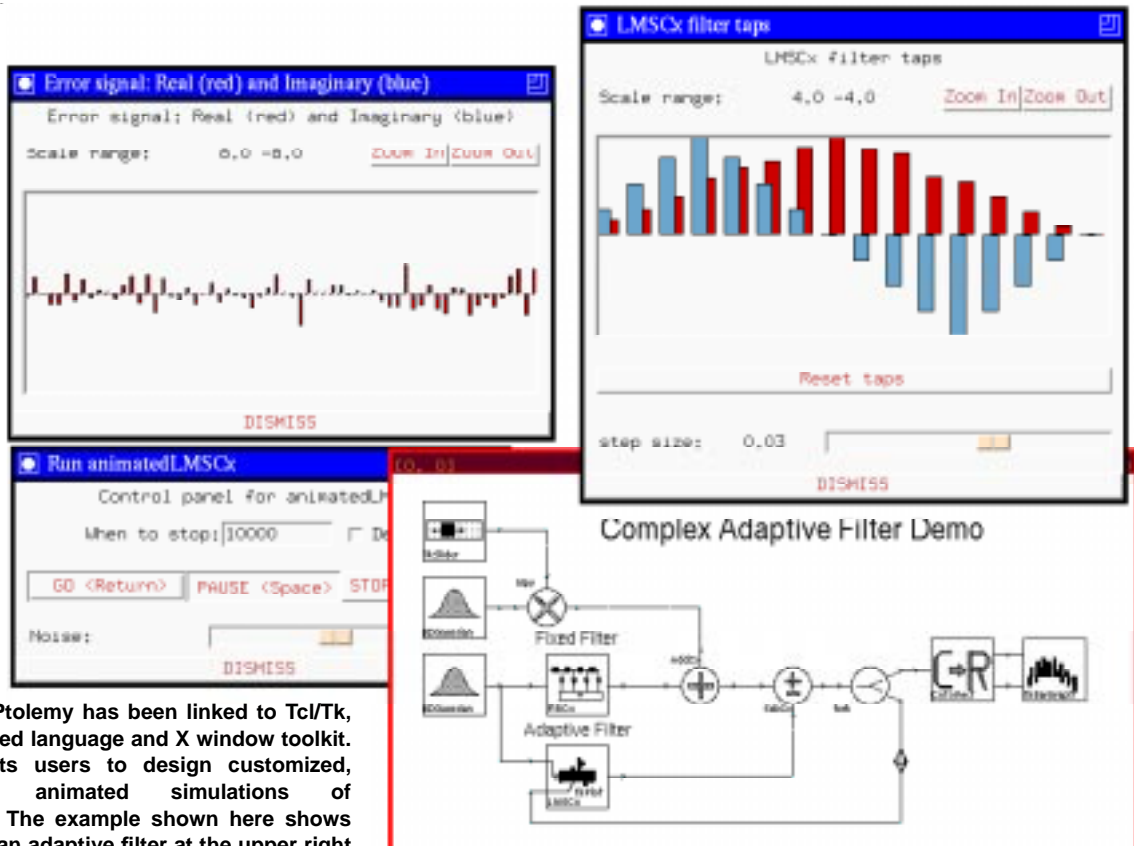 LMSCx filter taps
LMSCx filter taps
Scale range: 4.0 -4.0 Zoom In Zoom Out
Reset taps
step size: 0.03
DISMISS
Error signal: Real (red) and Imaginary (blue)
Error signal: Real (red) and Imaginary (blue)
Scale range: Zoom In Zoom Out
DISMISS
Run animatedLMSCx
Control panel for animatedLM
When to stop: 10000 De
GO <Return> PAUSE <Space> STOP
Noise:
DISMISS
[0, 0]
Complex Adaptive Filter Demo
Fixed Filter
Adaptive Filter
C⇒R
LMSCx
Ptolemy has been linked to Tcl/Tk,
ed language and X window toolkit.
ts users to design customized,
animated simulations of
The example shown here shows
an adaptive filter at the upper right